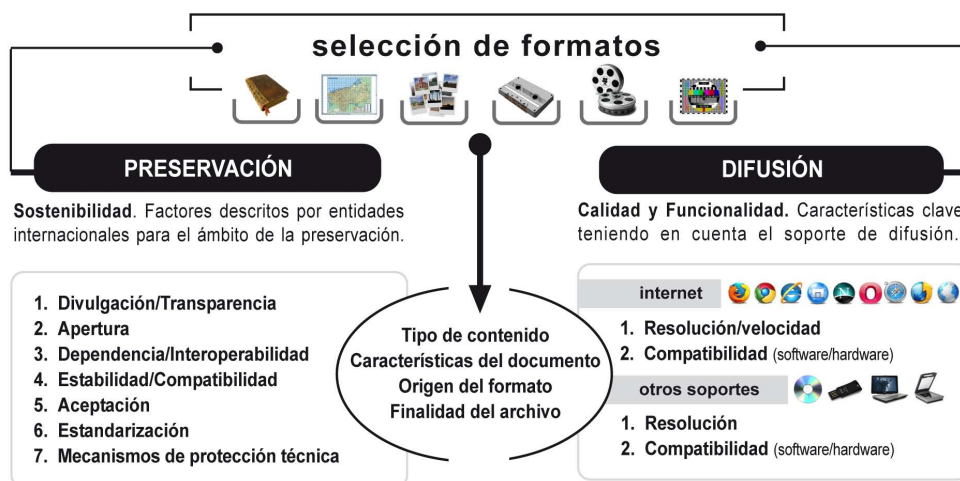 selección de formatos
PRESERVACIÓN
Sostenibilidad. Factores descritos por entidades
internacionales para el ámbito de la preservación.
1. Divulgación/Transparencia
2. Apertura
3. Dependencia/Interoperabilidad
4. Estabilidad/Compatibilidad
5. Aceptación
6. Estandarización
7. Mecanismos de protección técnica
Tipo de contenido
Características del documento
Origen del formato
Finalidad del archivo
DIFUSIÓN
Calidad y Funcionalidad. Características clave
teniendo en cuenta el soporte de difusión.
internet
1. Resolución/velocidad
2. Compatibilidad (software/hardware)
otros soportes
1. Resolución
2. Compatibilidad (software/hardware)